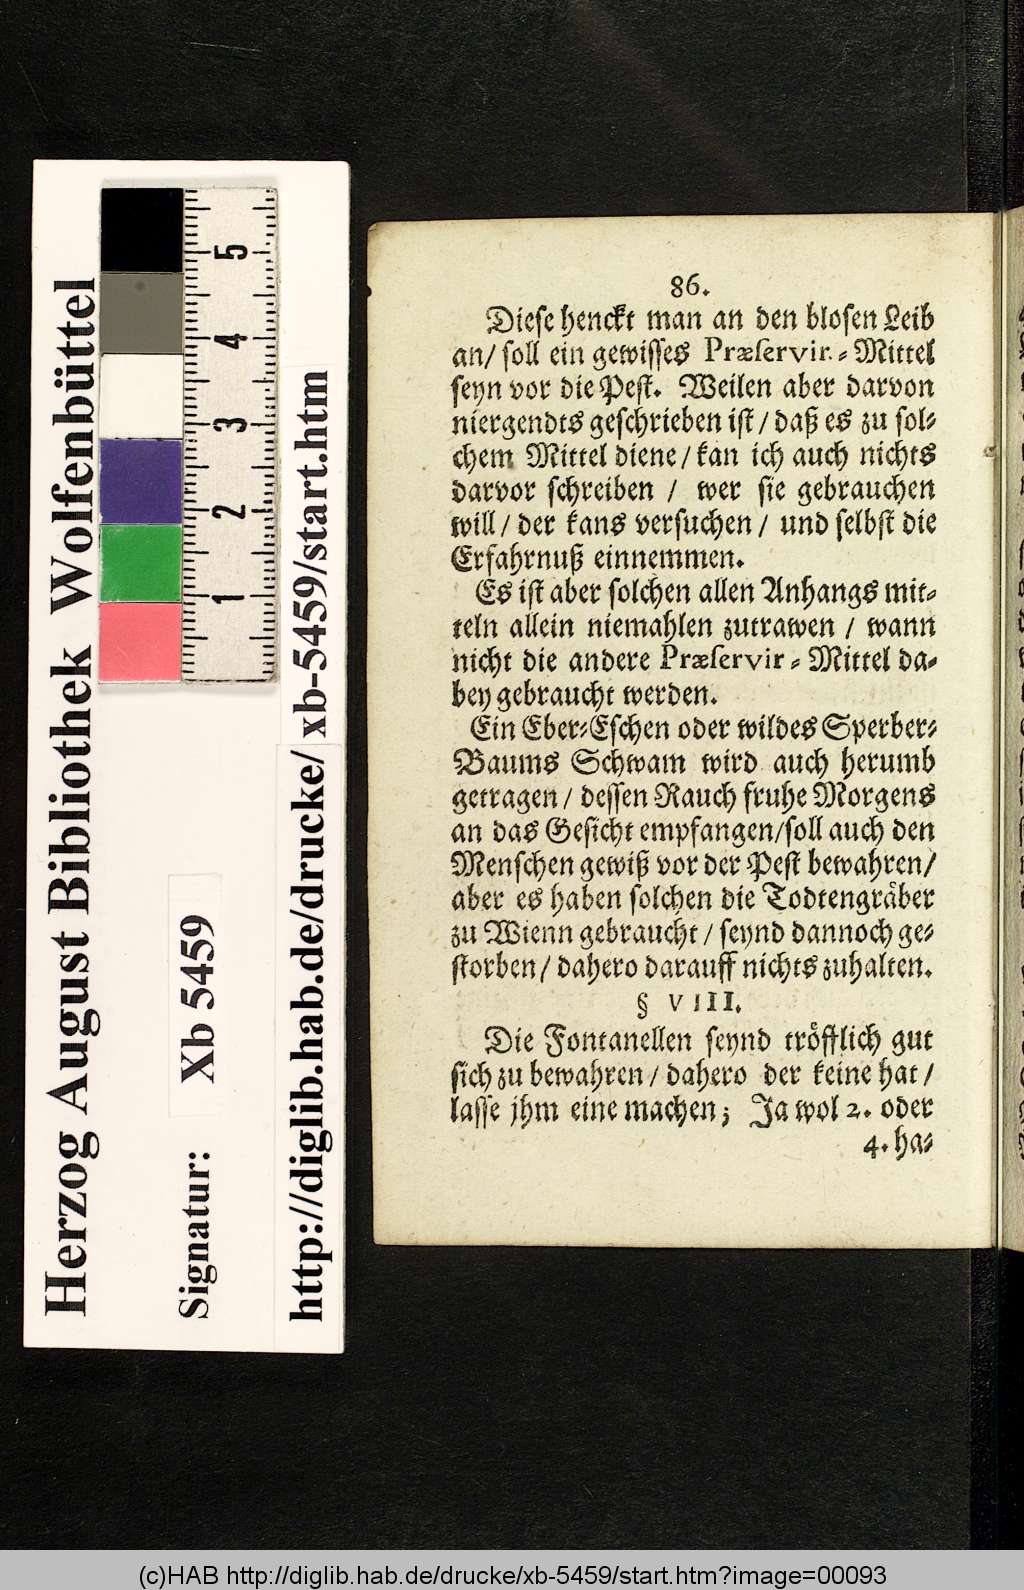 Herzog August Bibliothek Wolfenbüttel
Signatur: Xb 5459
http://diglib.hab.de/drucke/xb-5459/start.htm
5
4
3
2
1
86.
Diese henckt man an den blosen Leib
an/ soll ein gewisses Præservir-Mittel
seyn vor die Pest. Weilen aber darvon
niergendts geschrieben ist / daß es zu sol-
chem Mittel diene / kan ich auch nichts
darvor schreiben / wer sie gebrauchen
will / der kans versuchen / und selbst die
Erfahrnuß einnemmen.
Es ist aber solchen allen Anhangs mit-
teln allein niemahlen zutrawen / wann
nicht die andere Præservir-Mittel da-
bey gebraucht werden.
Ein Eber-Eschen oder wildes Sperber-
Baums Schwam wird auch herumb
getragen / dessen Rauch fruhe Morgens
an das Gesicht empfangen/soll auch den
Menschen gewiß vor der Pest bewahren/
aber es haben solchen die Todtengräber
zu Wienn gebraucht / seynd dannoch ge-
storben / dahero darauff nichts zuhalten.
§ VIII.
Die Fontanellen seynd tröfflich gut
sich zu bewahren / dahero der keine hat /
lasse jhm eine machen; Ja wol 2. oder
4. ha-
(c)HAB http://diglib.hab.de/drucke/xb-5459/start.htm?image=00093